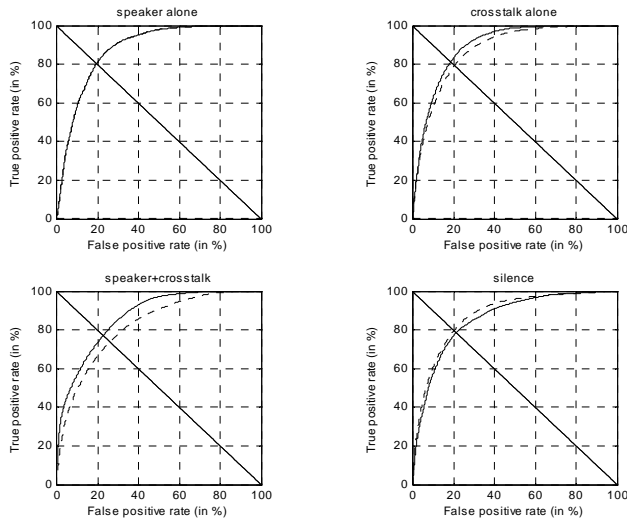 speaker alone
100
80
60
40
20
0
True positive rate (in %)
0 20 40 60 80 100
False positive rate (in %)
crosstalk alone
100
80
60
40
20
0
True positive rate (in %)
0 20 40 60 80 100
False positive rate (in %)
speaker+crosstalk
100
80
60
40
20
0
True positive rate (in %)
0 20 40 60 80 100
False positive rate (in %)
silence
100
80
60
40
20
0
True positive rate (in %)
0 20 40 60 80 100
False positive rate (in %)